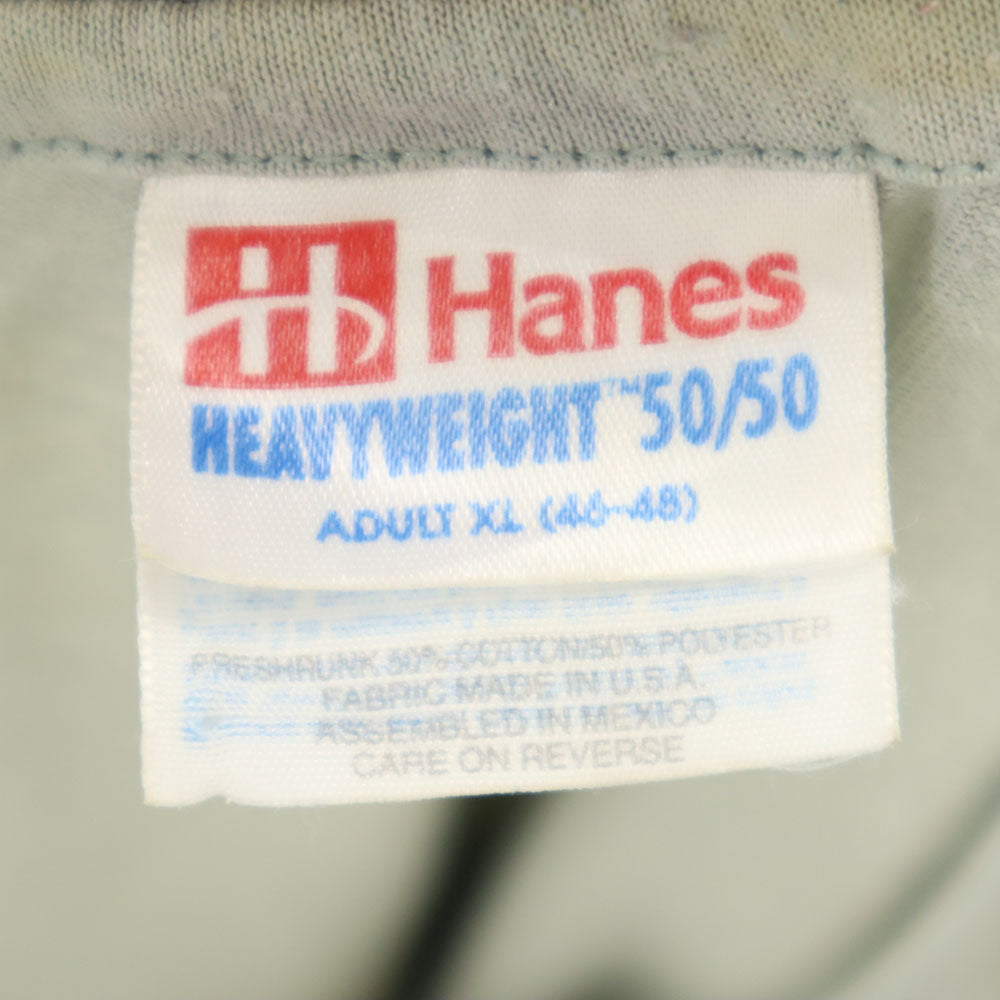 H Hanes
HEAVYWEIGHT™ 50/50
ADULT XL (46-48)
PRESHRUNK 50% COTTON/50% POLYESTER
FABRIC MADE IN U.S.A.
ASSEMBLED IN MEXICO
CARE ON REVERSE